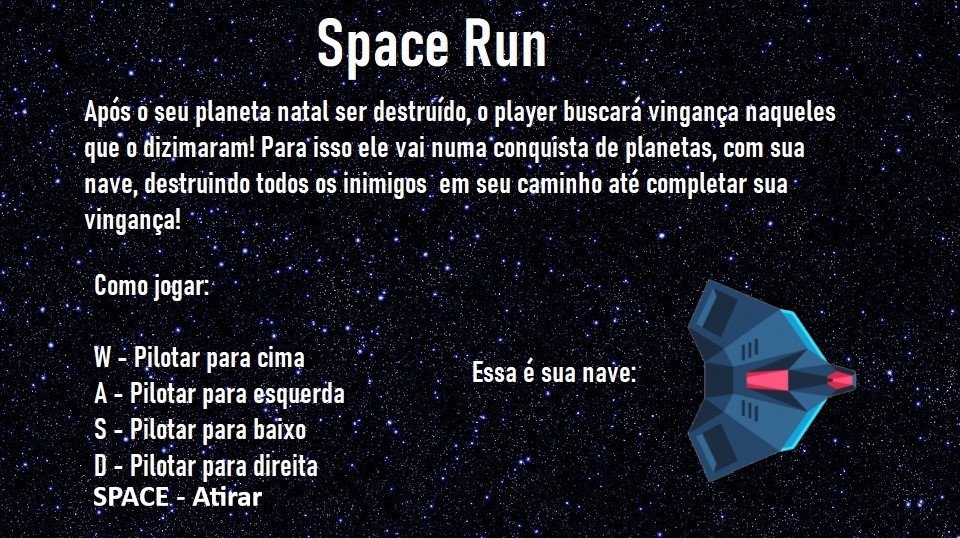 Space Run
Após o seu planeta natal ser destruído, o player buscará vingança naqueles
que o dizimaram! Para isso ele vai numa conquista de planetas, com sua
nave, destruindo todos os inimigos  em seu caminho até completar sua
vingança!
Como jogar:
W - Pilotar para cima
A - Pilotar para esquerda
S - Pilotar para baixo
D - Pilotar para direita
SPACE - Atirar
Essa é sua nave: